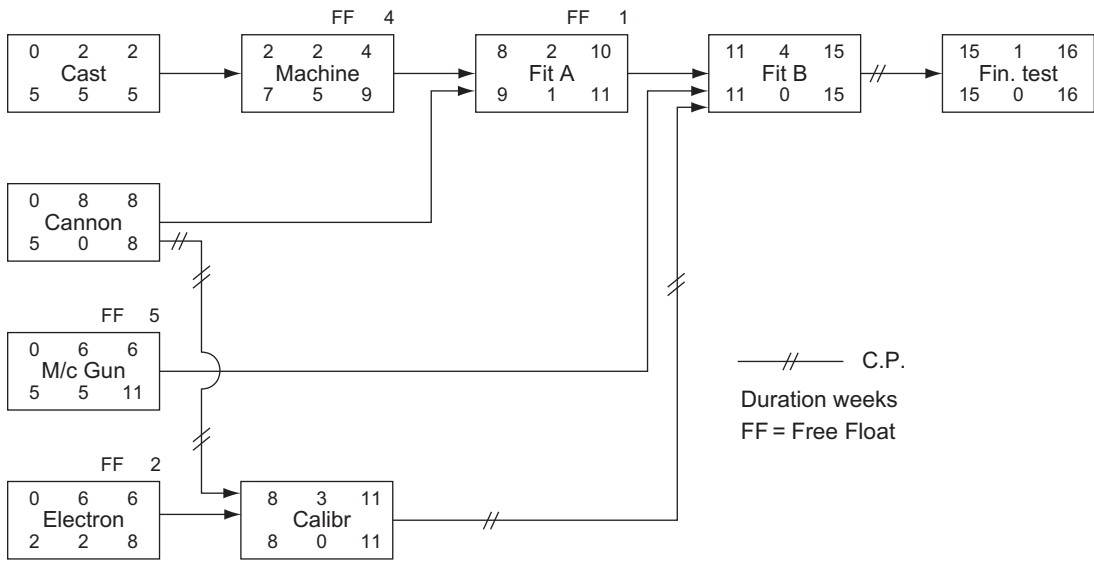 FF 4
FF 1
0 2 2
Cast
5 5 5
2 2 4
Machine
7 5 9
8 2 10
Fit A
9 1 11
11 4 15
Fit B
11 0 15
15 1 16
Fin. test
15 0 16
0 8 8
Cannon
5 0 8
FF 5
0 6 6
M/c Gun
5 5 11
C.P.
Duration weeks
FF = Free Float
FF 2
0 6 6
Electron
2 2 8
8 3 11
Calibr
8 0 11